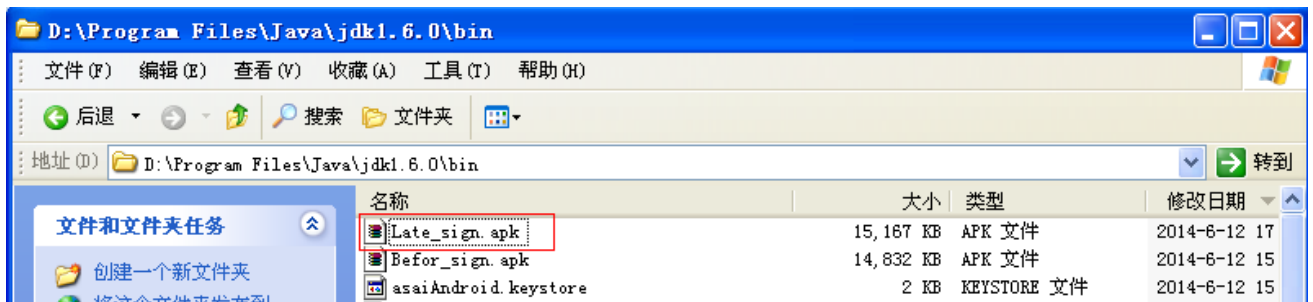 D:\Program Files\Java\jdk1.6.0\bin
文件(F) 编辑(E) 查看(V) 收藏(A) 工具(T) 帮助(H)
后退 搜索 文件夹
地址(D) D:\Program Files\Java\jdk1.6.0\bin 转到
名称 大小 类型 修改日期
文件和文件夹任务
Late_sign.apk 15,167 KB APK 文件 2014-6-12 17
Befor_sign.apk 14,832 KB APK 文件 2014-6-12 15
创建一个新文件夹
asaiAndroid.keystore 2 KB KEYSTORE 文件 2014-6-12 15